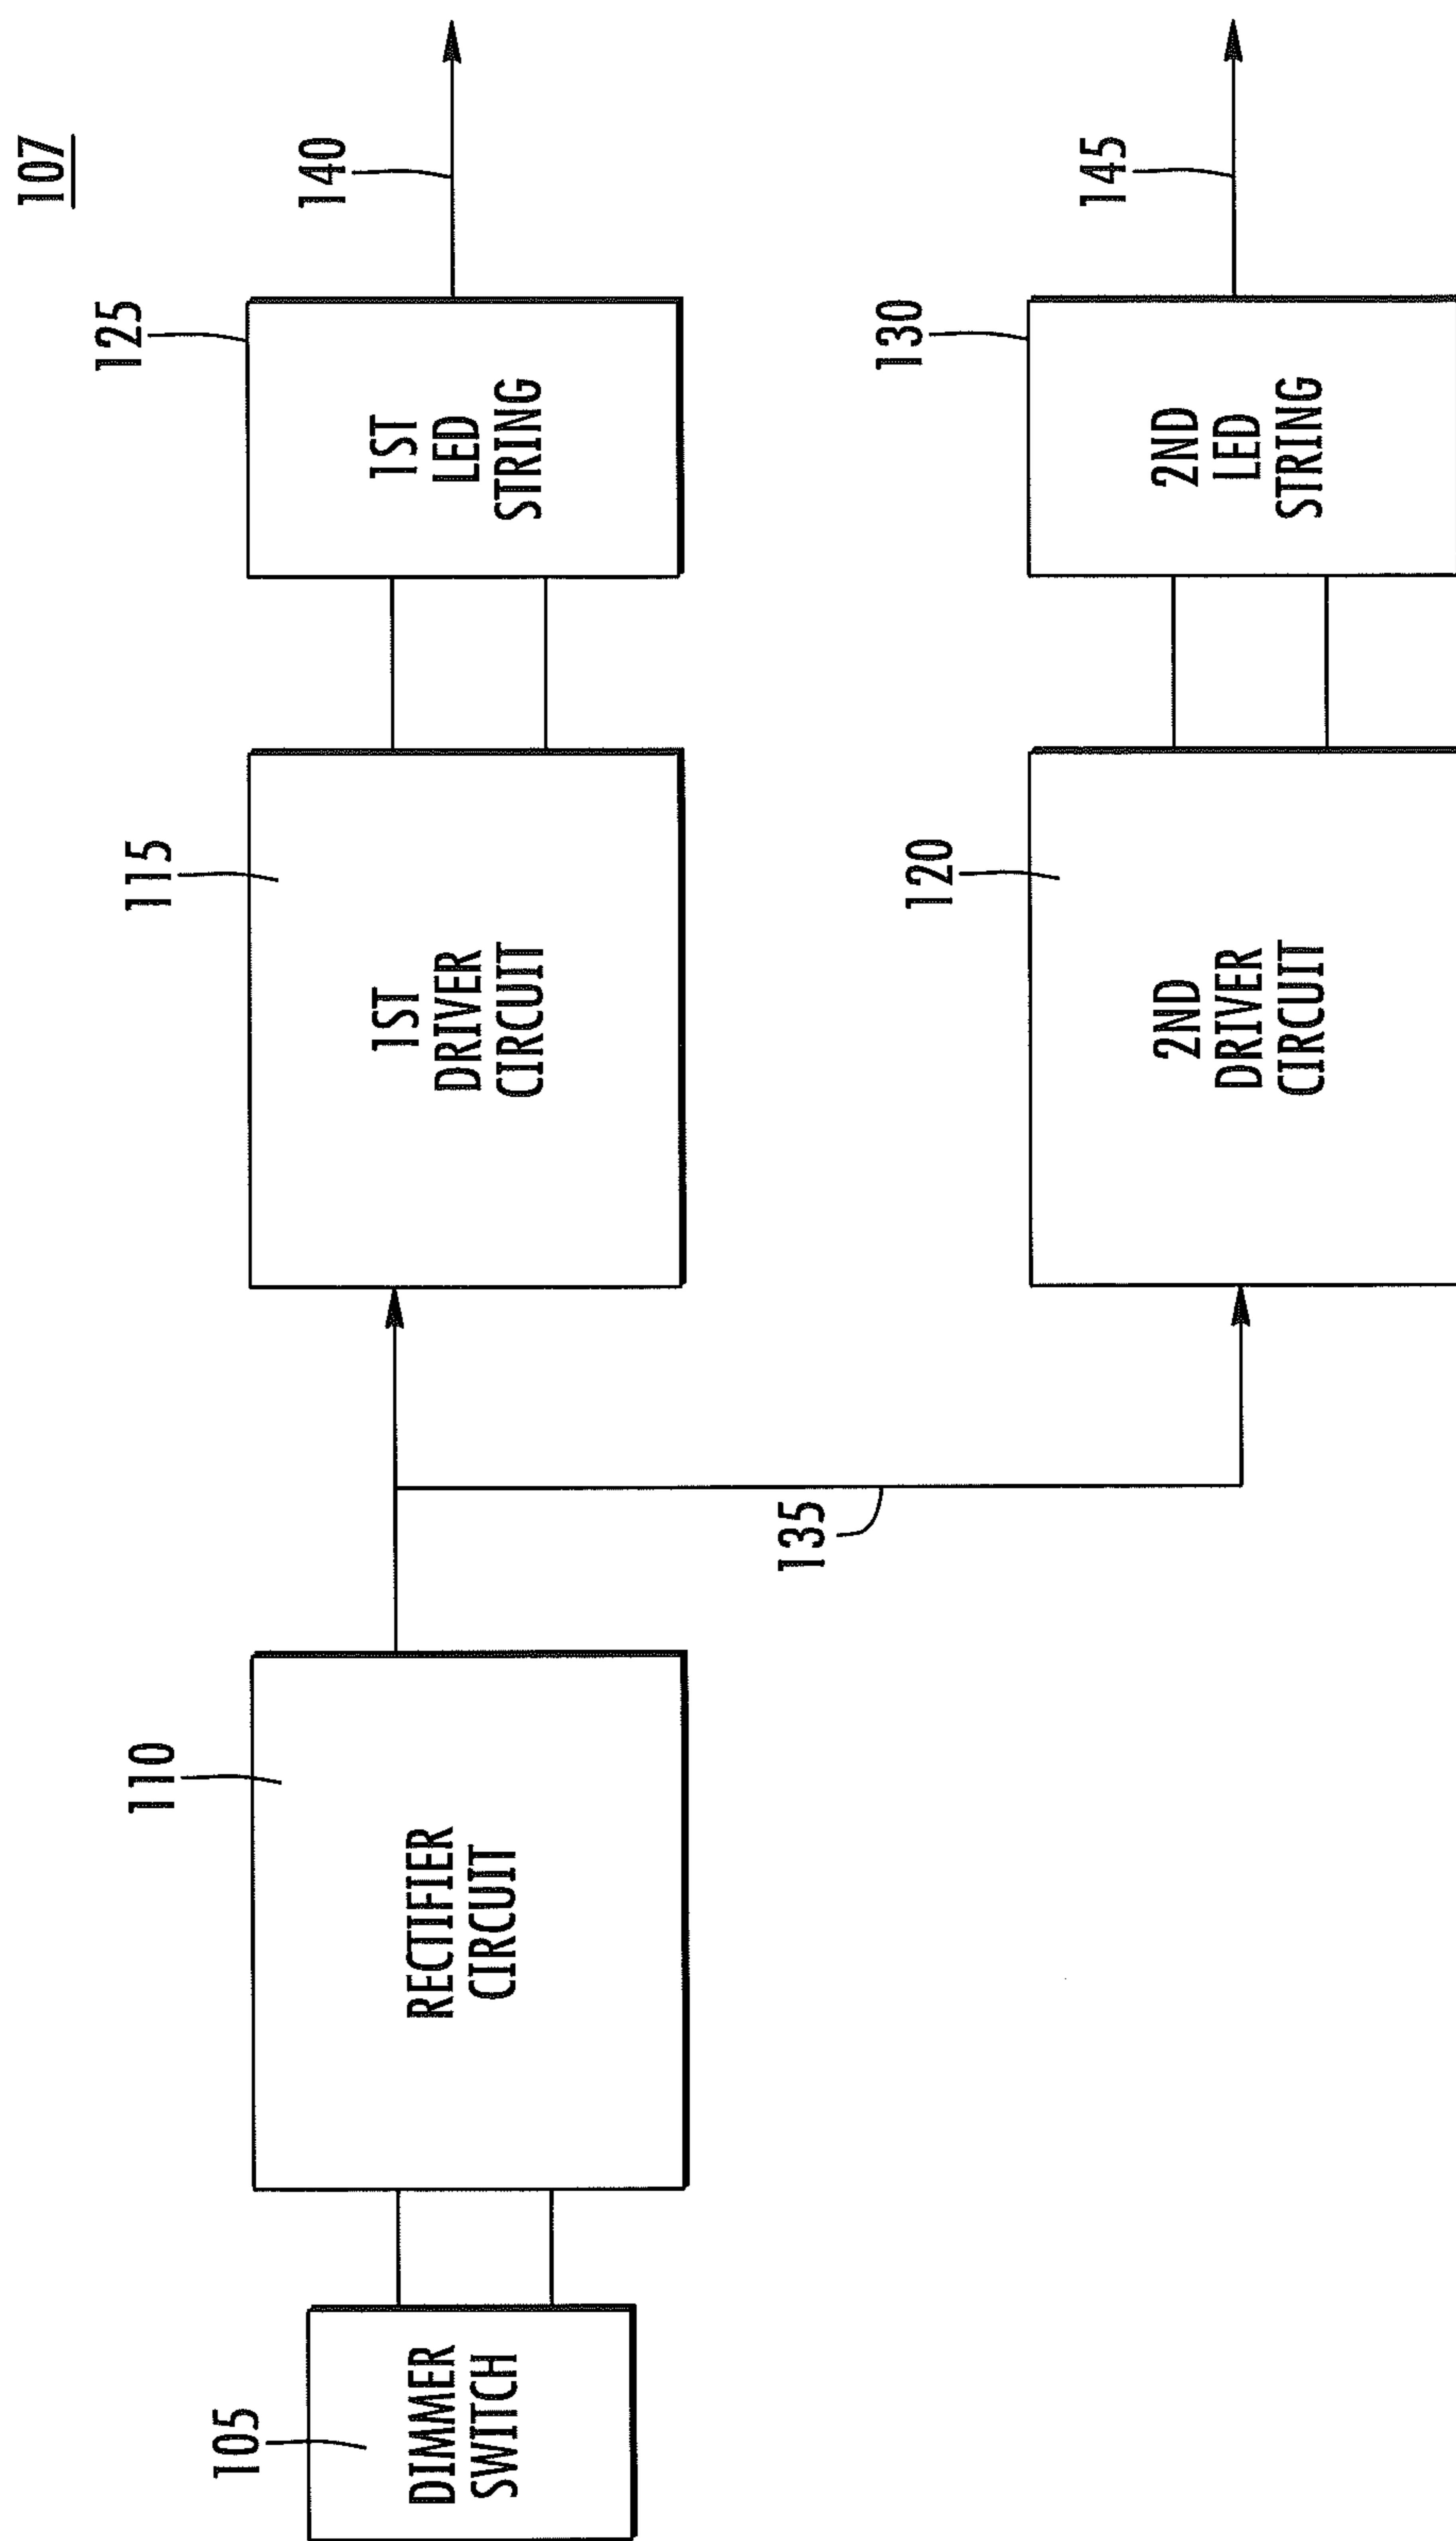 107
105
DIMMER
SWITCH
110
RECTIFIER
CIRCUIT
135
115
1ST
DRIVER
CIRCUIT
125
1ST
LED
STRING
140
120
2ND
DRIVER
CIRCUIT
130
2ND
LED
STRING
145